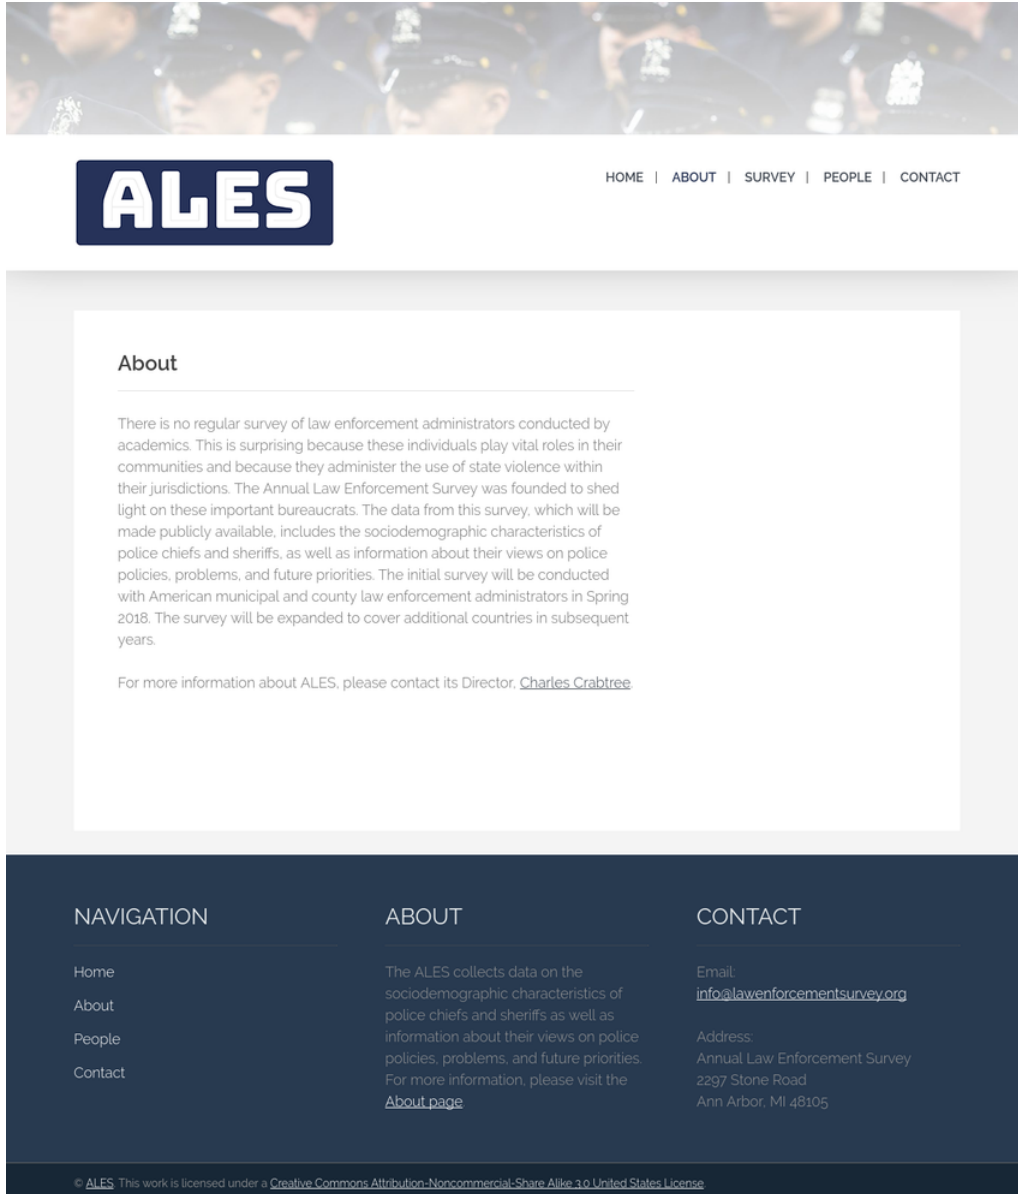 ALES
HOME | ABOUT | SURVEY | PEOPLE | CONTACT
About
There is no regular survey of law enforcement administrators conducted by
academics. This is surprising because these individuals play vital roles in their
communities and because they administer the use of state violence within
their jurisdictions. The Annual Law Enforcement Survey was founded to shed
light on these important bureaucrats. The data from this survey, which will be
made publicly available, includes the sociodemographic characteristics of
police chiefs and sheriffs, as well as information about their views on police
policies, problems, and future priorities. The initial survey will be conducted
with American municipal and county law enforcement administrators in Spring
2018. The survey will be expanded to cover additional countries in subsequent
years.
For more information about ALES, please contact its Director, Charles Crabtree.
NAVIGATION
Home
About
People
Contact
ABOUT
The ALES collects data on the
sociodemographic characteristics of
police chiefs and sheriffs as well as
information about their views on police
policies, problems, and future priorities.
For more information, please visit the
About page.
CONTACT
Email:
info@lawenforcementsurvey.org
Address:
Annual Law Enforcement Survey
2297 Stone Road
Ann Arbor, MI 48105
© ALES. This work is licensed under a Creative Commons Attribution-Noncommercial-Share Alike 3.0 United States License.